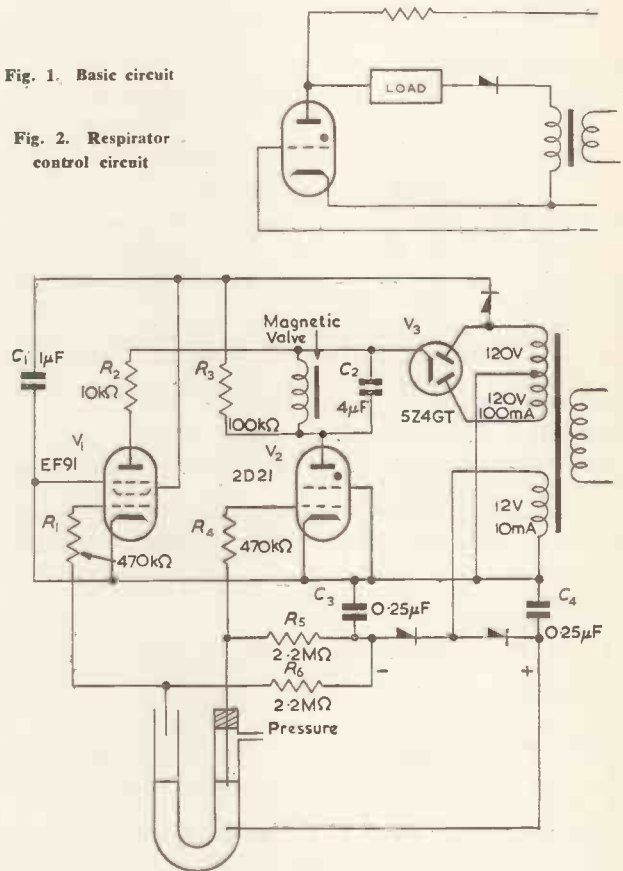 Fig. 1. Basic circuit
Fig. 2. Respirator
control circuit
LOAD
Magnetic
Valve
C1 1μF
R2
10kΩ
R3
100kΩ
C2
4μF
V3
5Z4GT
120V
120V
100mA
V1
EF91
V2
2D21
12V
10mA
R1
470kΩ
R4
470kΩ
C3
0·25μF
C4
0·25μF
R5
2·2MΩ
R6
2·2MΩ
-
+
Pressure